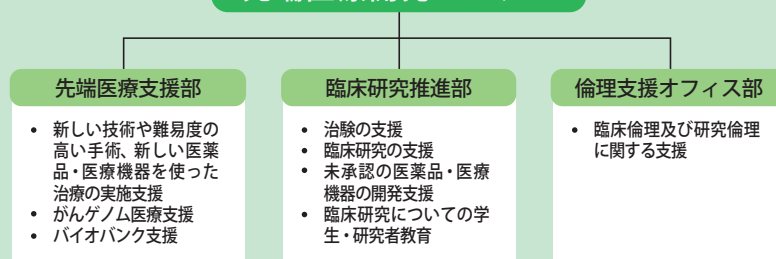 先端医療支援部
• 新しい技術や難易度の
高い手術、新しい医薬
品・医療機器を使った
治療の実施支援
• がんゲノム医療支援
• バイオバンク支援
臨床研究推進部
• 治験の支援
• 臨床研究の支援
• 未承認の医薬品・医療
機器の開発支援
• 臨床研究についての学
生・研究者教育
倫理支援オフィス部
• 臨床倫理及び研究倫理
に関する支援